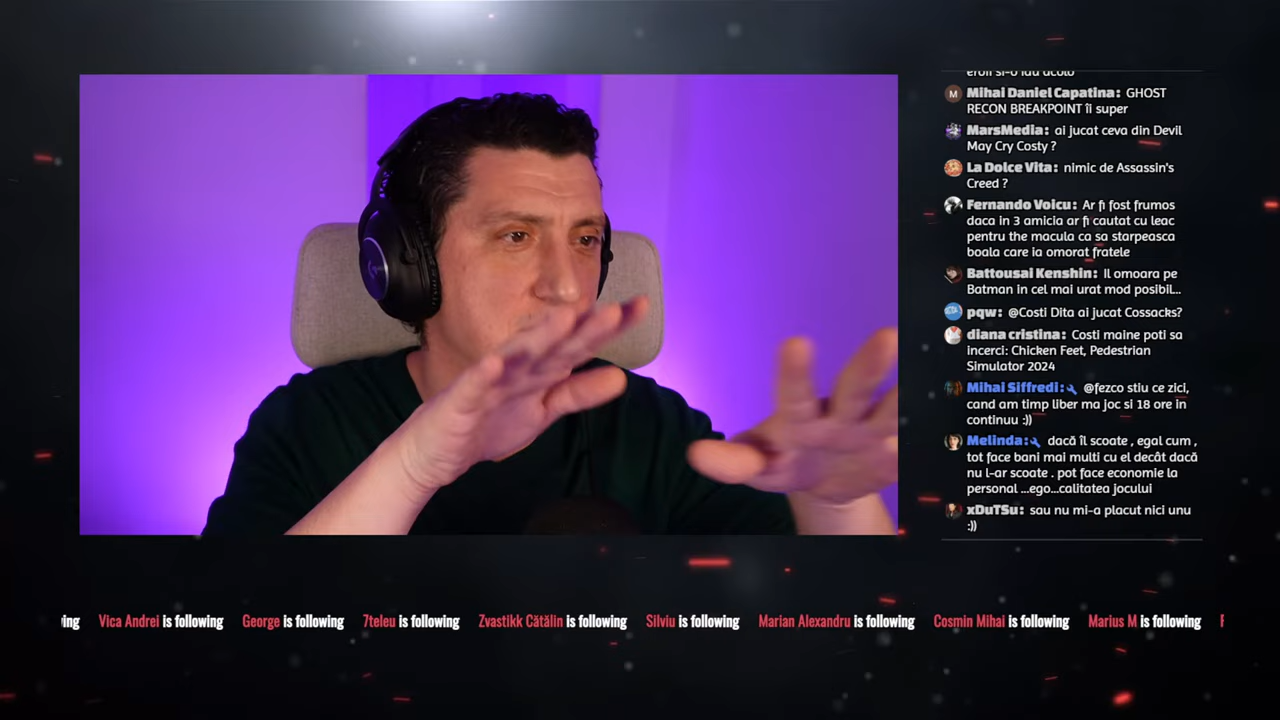 Mihai Daniel Capatina: GHOST
RECON BREAKPOINT îi super
MarsMedia: ai jucat ceva din Devil
May Cry Costy ?
La Dolce Vita: nimic de Assassin's
Creed ?
Fernando Voicu: Ar fi fost frumos
daca in 3 amicia ar fi cautat cu leac
pentru the macula ca sa starpeasca
boala care ia omorat fratele
Battousai Kenshin: Il omoara pe
Batman in cel mai urat mod posibil...
pqw: @Costi Dita ai jucat Cossacks?
diana cristina: Costi maine poti sa
incerci: Chicken Feet, Pedestrian
Simulator 2024
Mihai Siffredi: @fezco stiu ce zici,
cand am timp liber ma joc si 18 ore in
continuu :))
Melinda: dacă îl scoate , egal cum ,
tot face bani mai multi cu el decât dacă
nu l-ar scoate . pot face economie la
personal ...ego...calitatea jocului
xDuTSu: sau nu mi-a placut nici unu
:))
Vica Andrei is following George is following 7teleu is following Zvastikk Cătălin is following Silviu is following Marian Alexandru is following Cosmin Mihai is following Marius M is following